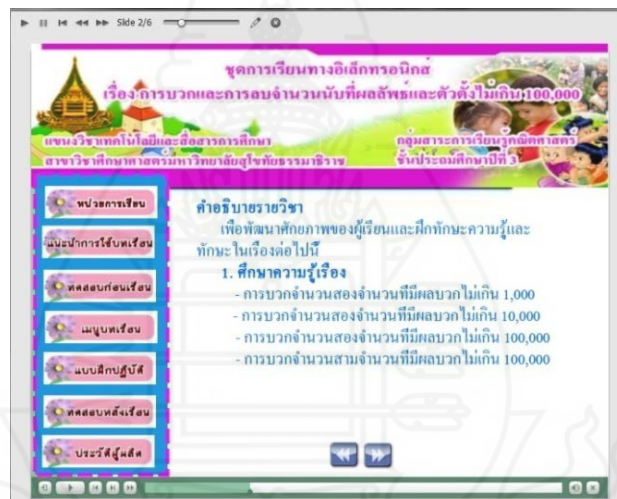 Slide 2/6
ชุดการเรียนทางอิเล็กทรอนิกส์
เรื่อง การบวกและการลบจำนวนนับที่ผลลัพธ์และตัวตั้งไม่เกิน 100,000
แขนงวิชาเทคโนโลยีและสื่อสารการศึกษา
สาขาวิชาศึกษาศาสตร์มหาวิทยาลัยสุโขทัยธรรมาธิราช
กลุ่มสาระการเรียนรู้คณิตศาสตร์
ชั้นประถมศึกษาปีที่ 3
หน่วยการเรียน
แนะนำการใช้บทเรียน
ทดสอบก่อนเรียน
เมนูบทเรียน
แบบฝึกปฏิบัติ
ทดสอบหลังเรียน
ประวัติผู้ผลิต
คำอธิบายรายวิชา
เพื่อพัฒนาศักยภาพของผู้เรียนและฝึกทักษะความรู้และ
ทักษะในเรื่องต่อไปนี้
1. ศึกษาความรู้เรื่อง
- การบวกจำนวนสองจำนวนที่มีผลบวกไม่เกิน 1,000
- การบวกจำนวนสองจำนวนที่มีผลบวกไม่เกิน 10,000
- การบวกจำนวนสองจำนวนที่มีผลบวกไม่เกิน 100,000
- การบวกจำนวนสามจำนวนที่มีผลบวกไม่เกิน 100,000